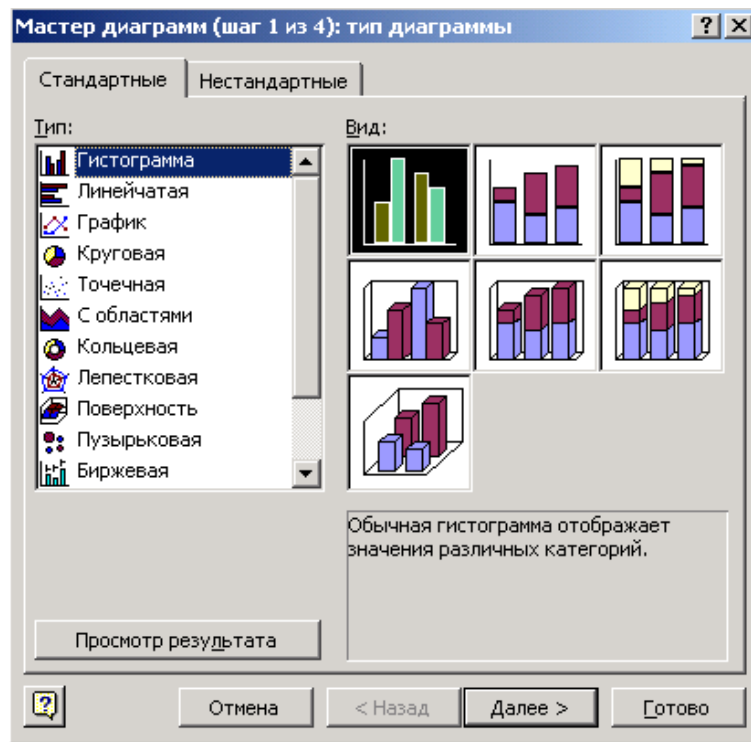 Мастер диаграмм (шаг 1 из 4): тип диаграммы
Стандартные
Нестандартные
Тип:
Гистограмма
Линейчатая
График
Круговая
Точечная
С областями
Кольцевая
Лепестковая
Поверхность
Пузырьковая
Биржевая
Вид:
Обычная гистограмма отображает
значения различных категорий.
Просмотр результата
Отмена
< Назад
Далее >
Готово